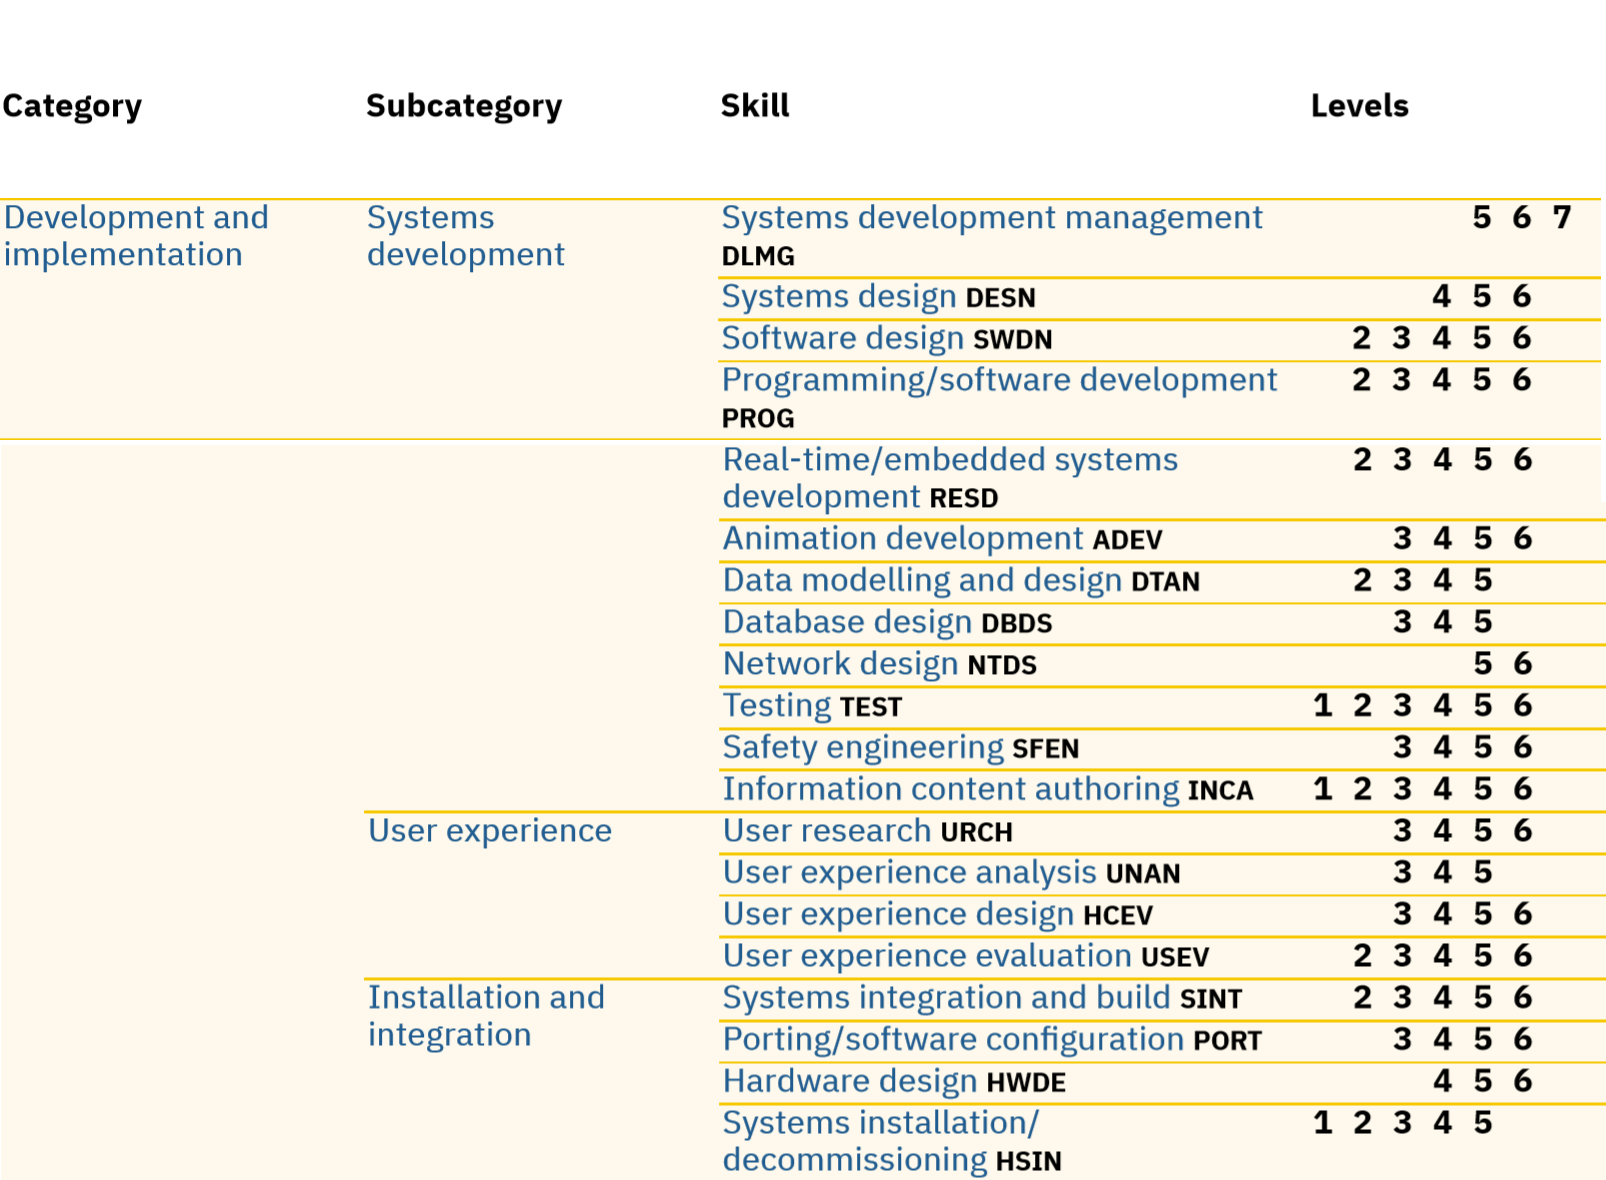 Category Subcategory Skill Levels
Development and Systems Systems development management 5 6 7
implementation development DLMG
Systems design DESN 4 5 6
Software design SWDN 2 3 4 5 6
Programming/software development 2 3 4 5 6
PROG
Real-time/embedded systems 2 3 4 5 6
development RESD
Animation development ADEV 3 4 5 6
Data modelling and design DTAN 2 3 4 5
Database design DBDS 3 4 5
Network design NTDS 5 6
Testing TEST 1 2 3 4 5 6
Safety engineering SFEN 3 4 5 6
Information content authoring INCA 1 2 3 4 5 6
User experience User research URCH 3 4 5 6
User experience analysis UNAN 3 4 5
User experience design HCEV 3 4 5 6
User experience evaluation USEV 2 3 4 5 6
Installation and Systems integration and build SINT 2 3 4 5 6
integration Porting/software configuration PORT 3 4 5 6
Hardware design HWDE 4 5 6
Systems installation/ 1 2 3 4 5
decommissioning HSIN